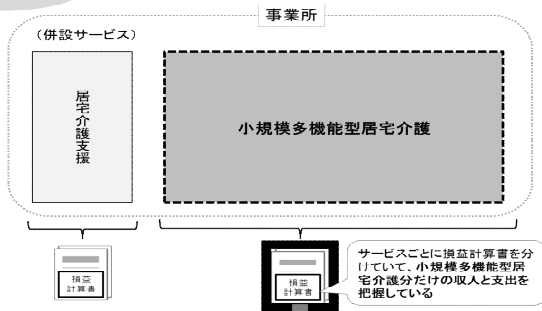 事業所
（併設サービス）
居宅介護支援
小規模多機能型居宅介護
損益
計算書
損益
計算書
サービスごとに損益計算書を分
けていて、小規模多機能型居
宅介護分だけの収入と支出を
把握している